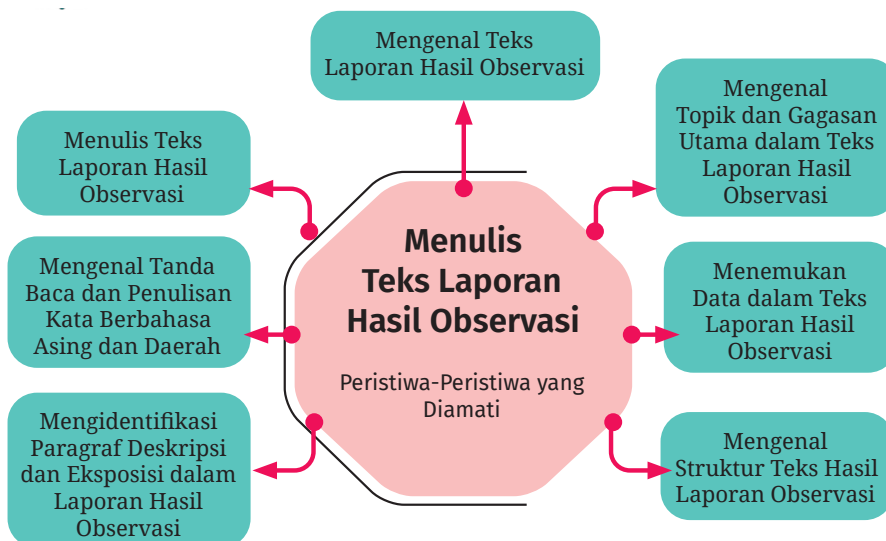 Mengenal Teks
Laporan Hasil Observasi
Mengenal
Topik dan Gagasan
Utama dalam Teks
Laporan Hasil
Observasi
Menulis Teks
Laporan Hasil
Observasi
Menulis
Teks Laporan
Hasil Observasi
Peristiwa-Peristiwa yang
Diamati
Mengenal Tanda
Baca dan Penulisan
Kata Berbahasa
Asing dan Daerah
Menemukan
Data dalam Teks
Laporan Hasil
Observasi
Mengidentifikasi
Paragraf Deskripsi
dan Eksposisi dalam
Laporan Hasil
Observasi
Mengenal
Struktur Teks Hasil
Laporan Observasi